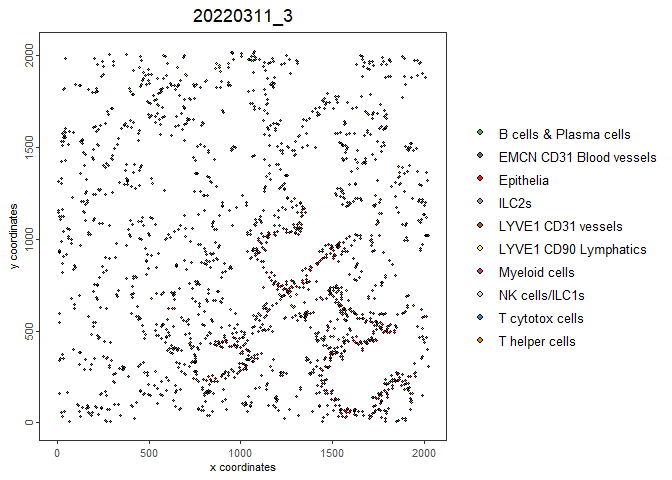 20220311_3
2000
1500
1000
500
0
y coordinates
0 500 1000 1500 2000
x coordinates
B cells & Plasma cells
EMCN CD31 Blood vessels
Epithelia
ILC2s
LYVE1 CD31 vessels
LYVE1 CD90 Lymphatics
Myeloid cells
NK cells/ILC1s
T cytotox cells
T helper cells